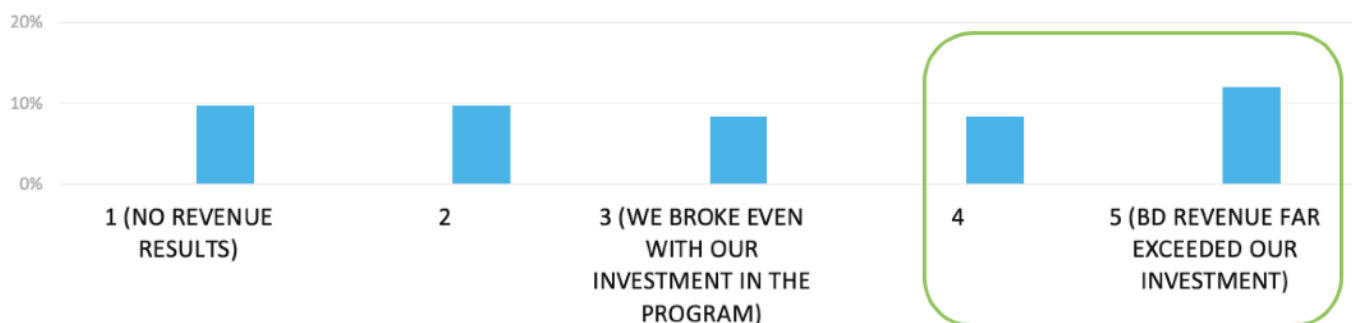 20%
10%
0%
1 (NO REVENUE
RESULTS)
2
3 (WE BROKE EVEN
WITH OUR
INVESTMENT IN THE
PROGRAM)
4
5 (BD REVENUE FAR
EXCEEDED OUR
INVESTMENT)